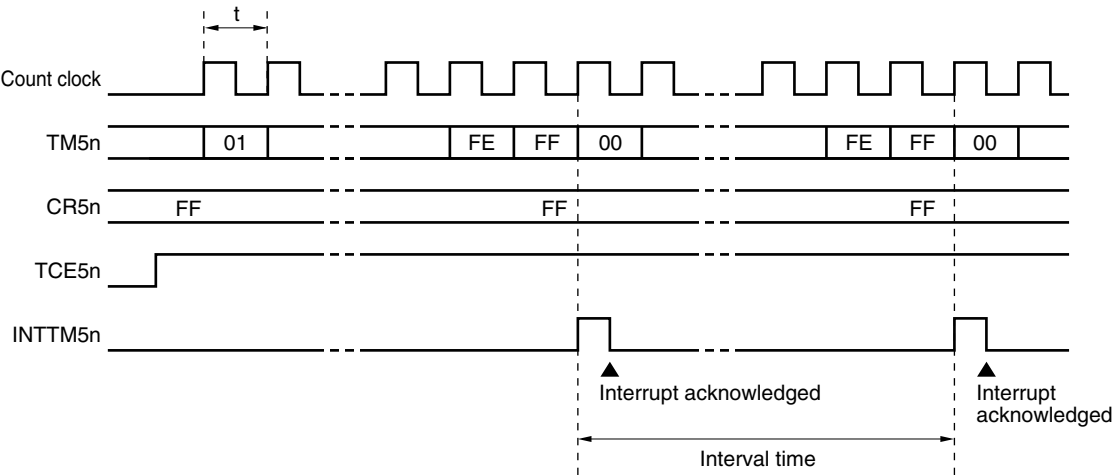 t
Count clock
TM5n 01 FE FF 00 FE FF 00
CR5n FF FF FF
TCE5n
INTTM5n
Interrupt acknowledged Interrupt
acknowledged
Interval time